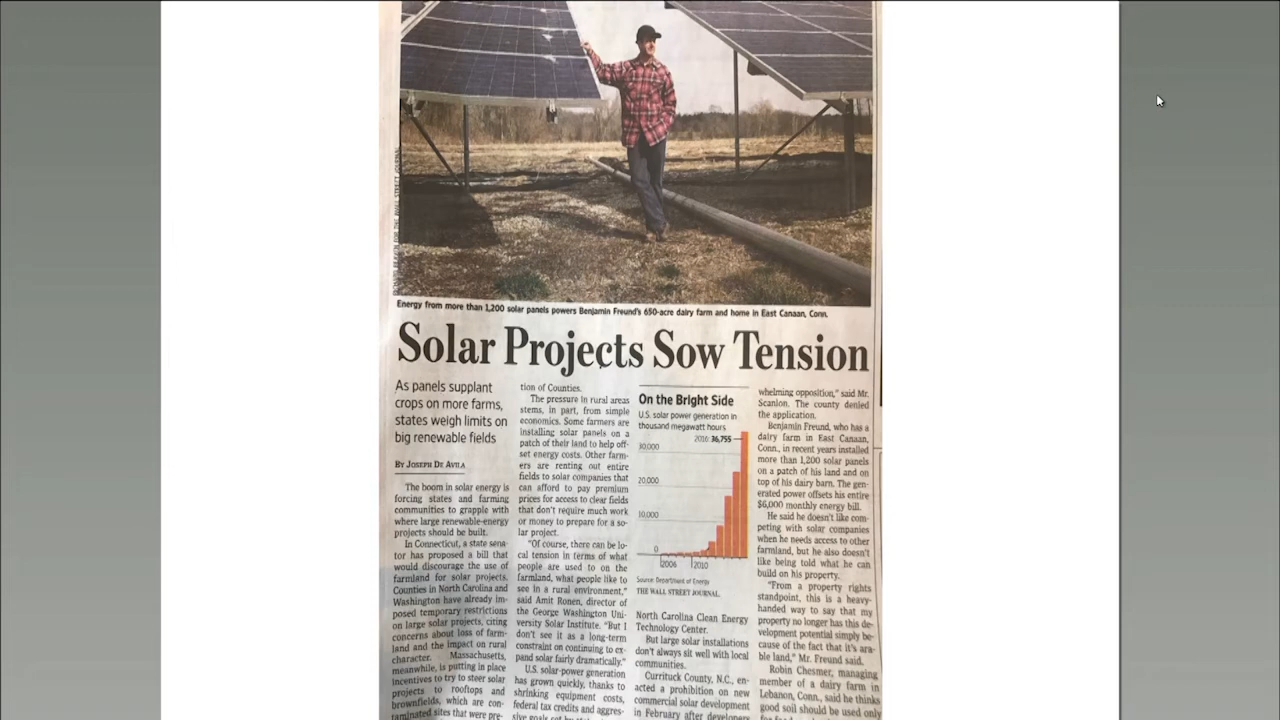 Energy from more than 1,200 solar panels powers Benjamin Freund's 650-acre dairy farm and home in East Canaan, Conn.
Solar Projects Sow Tension
As panels supplant
crops on more farms,
states weigh limits on
big renewable fields
BY JOSEPH DE AVILA
The boom in solar energy is
forcing states and farming
communities to grapple with
where large renewable-energy
projects should be built.
In Connecticut, a state sena-
tor has proposed a bill that
would discourage the use of
farmland for solar projects.
Counties in North Carolina and
Washington have already im-
posed temporary restrictions
on large solar projects, citing
concerns about loss of farm-
land and the impact on rural
character. Massachusetts,
meanwhile, is putting in place
incentives to try to steer solar
projects to rooftops and
brownfields, which are con-
taminated sites that were pre-
tion of Counties.
The pressure in rural areas
stems, in part, from simple
economics. Some farmers are
installing solar panels on a
patch of their land to help off-
set energy costs. Other farm-
ers are renting out entire
fields to solar companies that
can afford to pay premium
prices for access to clear fields
that don't require much work
or money to prepare for a so-
lar project.
"Of course, there can be lo-
cal tension in terms of what
people are used to on the
farmland, what people like to
see in a rural environment,"
said Amit Ronen, director of
the George Washington Uni-
versity Solar Institute. "But I
don't see it as a long-term
constraint on continuing to ex-
pand solar fairly dramatically."
U.S. solar-power generation
has grown quickly, thanks to
shrinking equipment costs,
federal tax credits and aggres-
sive goals set by
On the Bright Side
U.S. solar power generation in
thousand megawatt hours
2016: 36,755
30,000
20,000
10,000
0
2006 2010
Source: Department of Energy
THE WALL STREET JOURNAL.
North Carolina Clean Energy
Technology Center.
But large solar installations
don't always sit well with local
communities.
Currituck County, N.C., en-
acted a prohibition on new
commercial solar development
in February after developers
whelming opposition," said Mr.
Scanlon. The county denied
the application.
Benjamin Freund, who has a
dairy farm in East Canaan,
Conn., in recent years installed
more than 1,200 solar panels
on a patch of his land and on
top of his dairy barn. The gen-
erated power offsets his entire
$6,000 monthly energy bill.
He said he doesn't like com-
peting with solar companies
when he needs access to other
farmland, but he also doesn't
like being told what he can
build on his property.
"From a property rights
standpoint, this is a heavy-
handed way to say that my
property no longer has this de-
velopment potential simply be-
cause of the fact that it's ara-
ble land," Mr. Freund said.
Robin Chesmer, managing
member of a dairy farm in
Lebanon, Conn., said he thinks
good soil should be used only